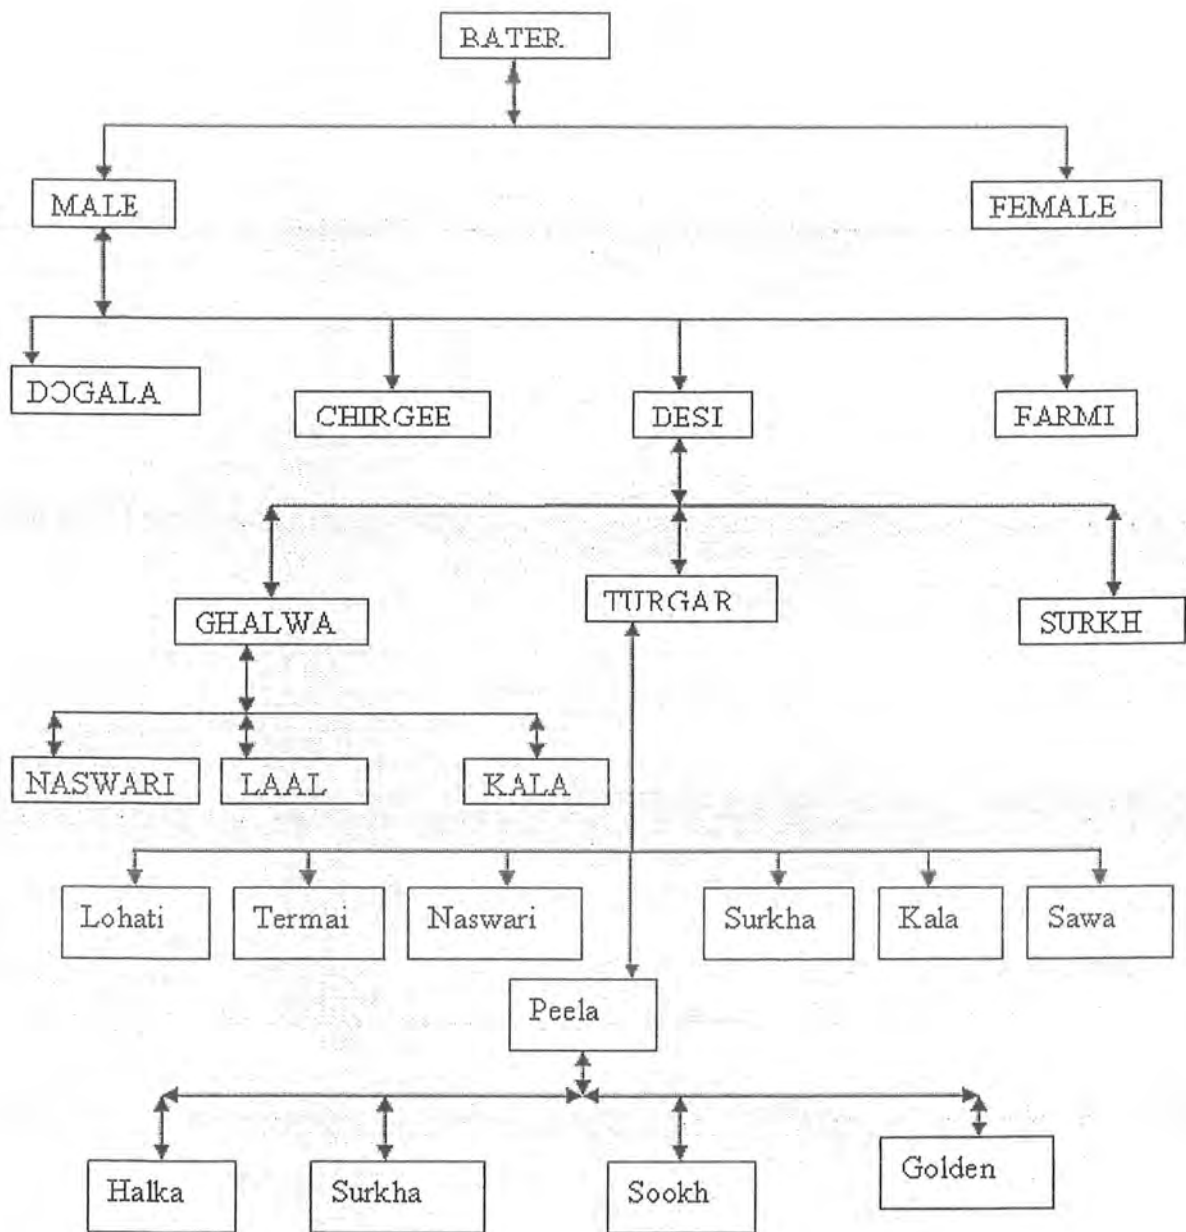 BATER
MALE
FEMALE
DOGALA
CHIRGEE
DESI
FARMI
GHALWA
TURGAR
SURKH
NASWARI
LAAL
KALA
Lohati
Termai
Naswari
Surkha
Kala
Sawa
Peela
Halka
Surkha
Sookh
Golden